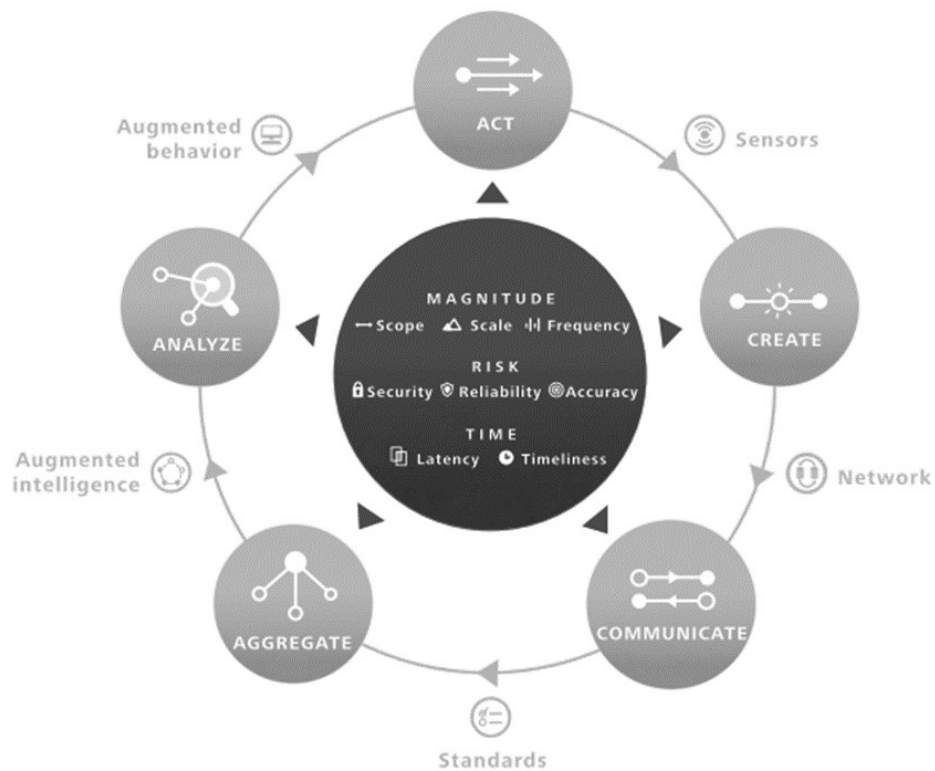 ACT
Augmented
behavior
Sensors
ANALYZE
CREATE
MAGNITUDE
Scope Scale Frequency
RISK
Security Reliability Accuracy
TIME
Latency Timeliness
Augmented
intelligence
Network
AGGREGATE
COMMUNICATE
Standards